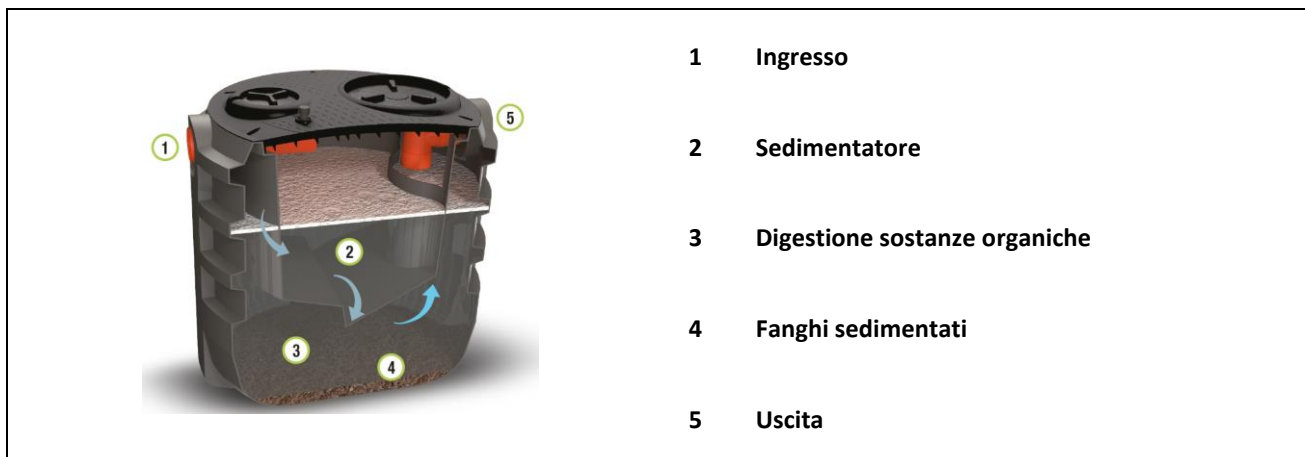 1 Ingresso
2 Sedimentatore
3 Digestione sostanze organiche
4 Fanghi sedimentati
5 Uscita
1
5
2
3
4